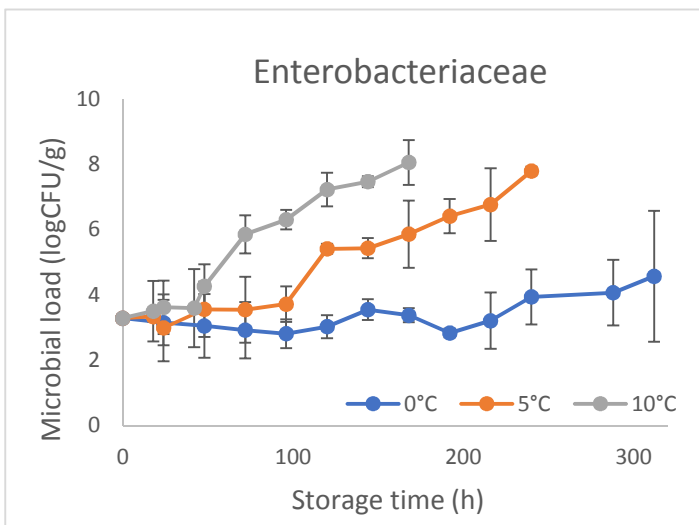 Enterobacteriaceae
Microbial load (logCFU/g)
10
8
6
4
2
0
0°C 5°C 10°C
0 100 200 300
Storage time (h)